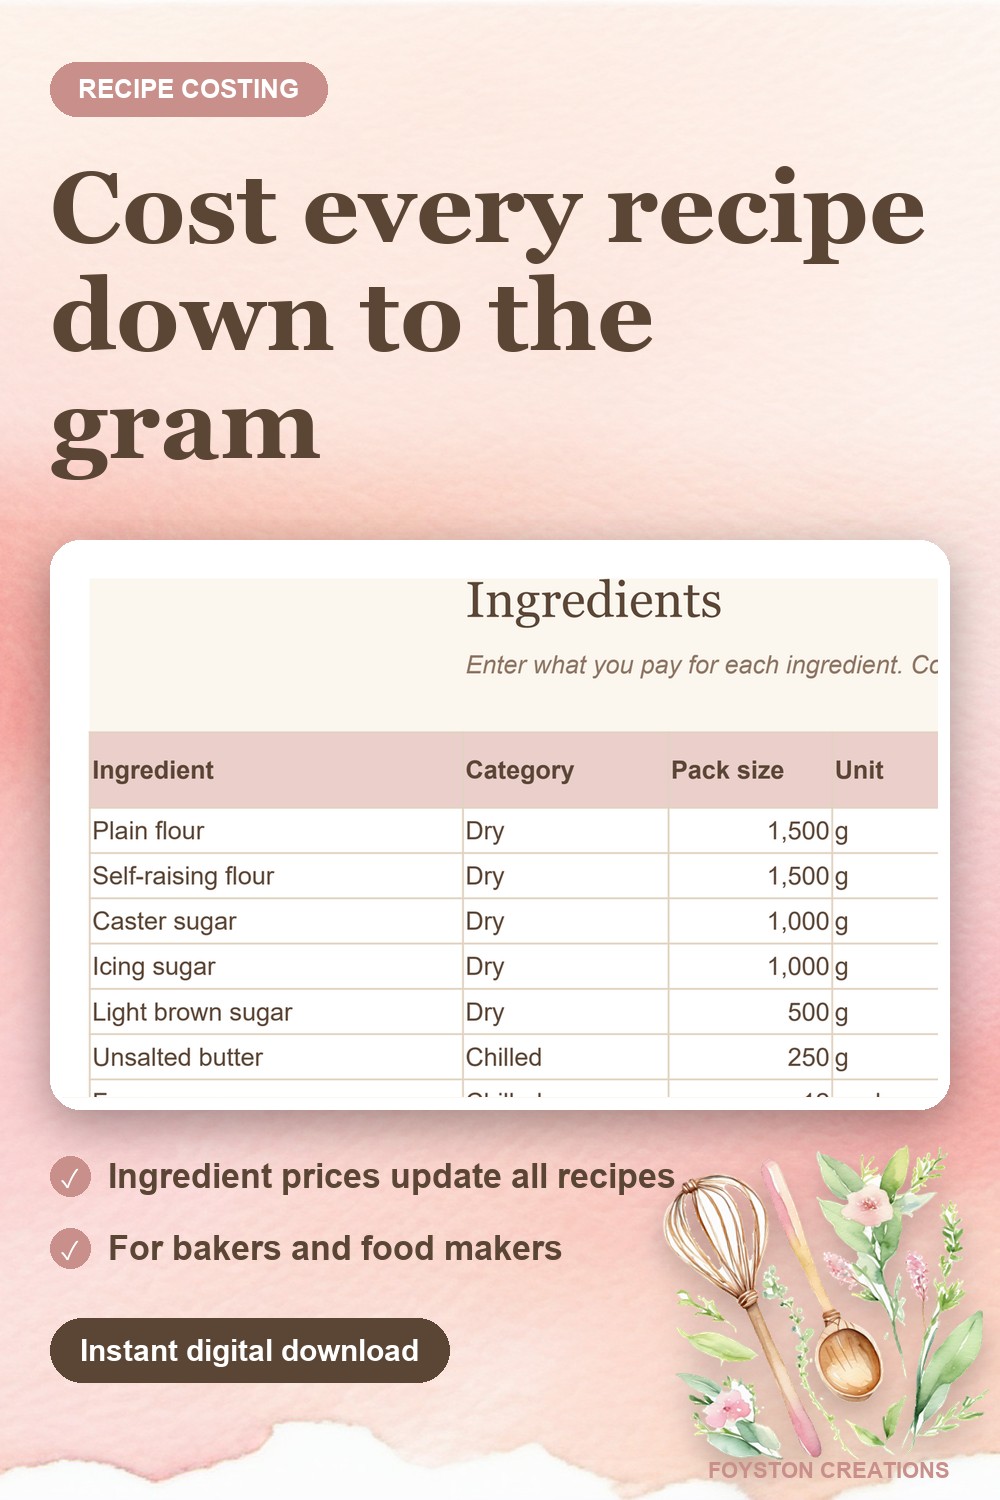 RECIPE COSTING
Cost every recipe
down to the
gram
Ingredients
Enter what you pay for each ingredient.
Ingredient Category Pack size Unit
Plain flour Dry 1,500 g
Self-raising flour Dry 1,500 g
Caster sugar Dry 1,000 g
Icing sugar Dry 1,000 g
Light brown sugar Dry 500 g
Unsalted butter Chilled 250 g
✓ Ingredient prices update all recipes
✓ For bakers and food makers
Instant digital download
FOYSTON CREATIONS